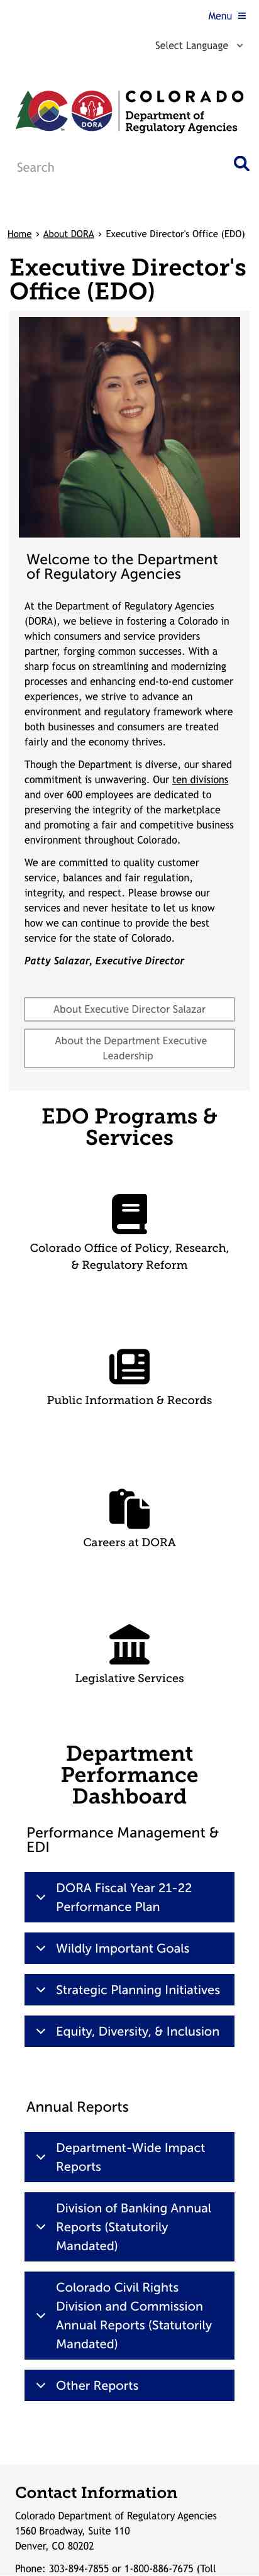 Menu
Select Language
COLORADO
Department of
Regulatory Agencies
DORA
Search
Home › About DORA › Executive Director's Office (EDO)
Executive Director's
Office (EDO)
Welcome to the Department
of Regulatory Agencies
At the Department of Regulatory Agencies
(DORA), we believe in fostering a Colorado in
which consumers and service providers
partner, forging common successes. With a
sharp focus on streamlining and modernizing
processes and enhancing end-to-end customer
experiences, we strive to advance an
environment and regulatory framework where
both businesses and consumers are treated
fairly and the economy thrives.
Though the Department is diverse, our shared
commitment is unwavering. Our ten divisions
and over 600 employees are dedicated to
preserving the integrity of the marketplace
and promoting a fair and competitive business
environment throughout Colorado.
We are committed to quality customer
service, balances and fair regulation,
integrity, and respect. Please browse our
services and never hesitate to let us know
how we can continue to provide the best
service for the state of Colorado.
Patty Salazar, Executive Director
About Executive Director Salazar
About the Department Executive
Leadership
EDO Programs &
Services
Colorado Office of Policy, Research,
& Regulatory Reform
Public Information & Records
Careers at DORA
Legislative Services
Department
Performance
Dashboard
Performance Management &
EDI
DORA Fiscal Year 21-22
Performance Plan
Wildly Important Goals
Strategic Planning Initiatives
Equity, Diversity, & Inclusion
Annual Reports
Department-Wide Impact
Reports
Division of Banking Annual
Reports (Statutorily
Mandated)
Colorado Civil Rights
Division and Commission
Annual Reports (Statutorily
Mandated)
Other Reports
Contact Information
Colorado Department of Regulatory Agencies
1560 Broadway, Suite 110
Denver, CO 80202
Phone: 303-894-7855 or 1-800-886-7675 (Toll